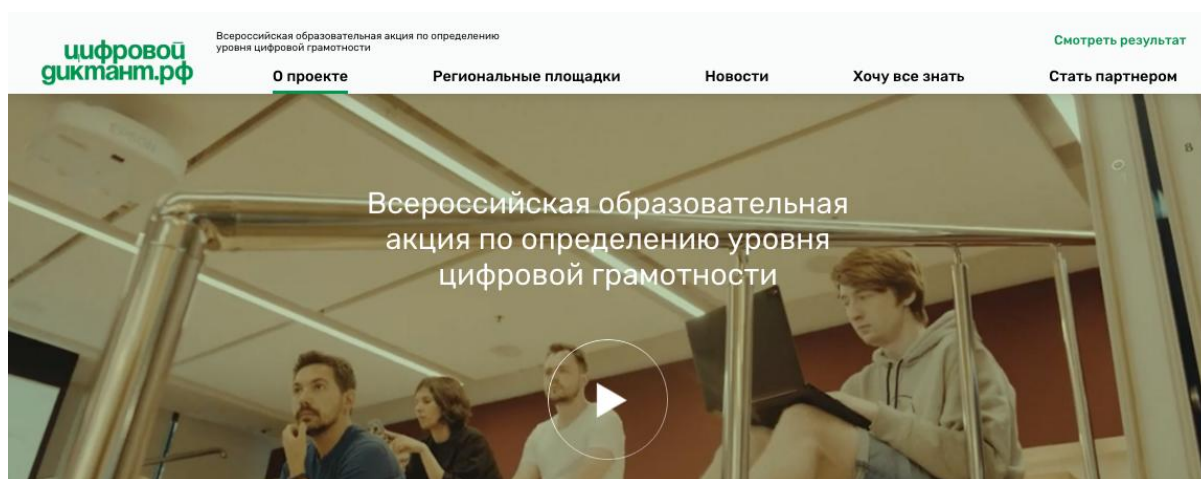 цифровой
диктант.рф
Всероссийская образовательная акция по определению
уровня цифровой грамотности
Смотреть результат
О проекте
Региональные площадки
Новости
Хочу все знать
Стать партнером
Всероссийская образовательная
акция по определению уровня
цифровой грамотности